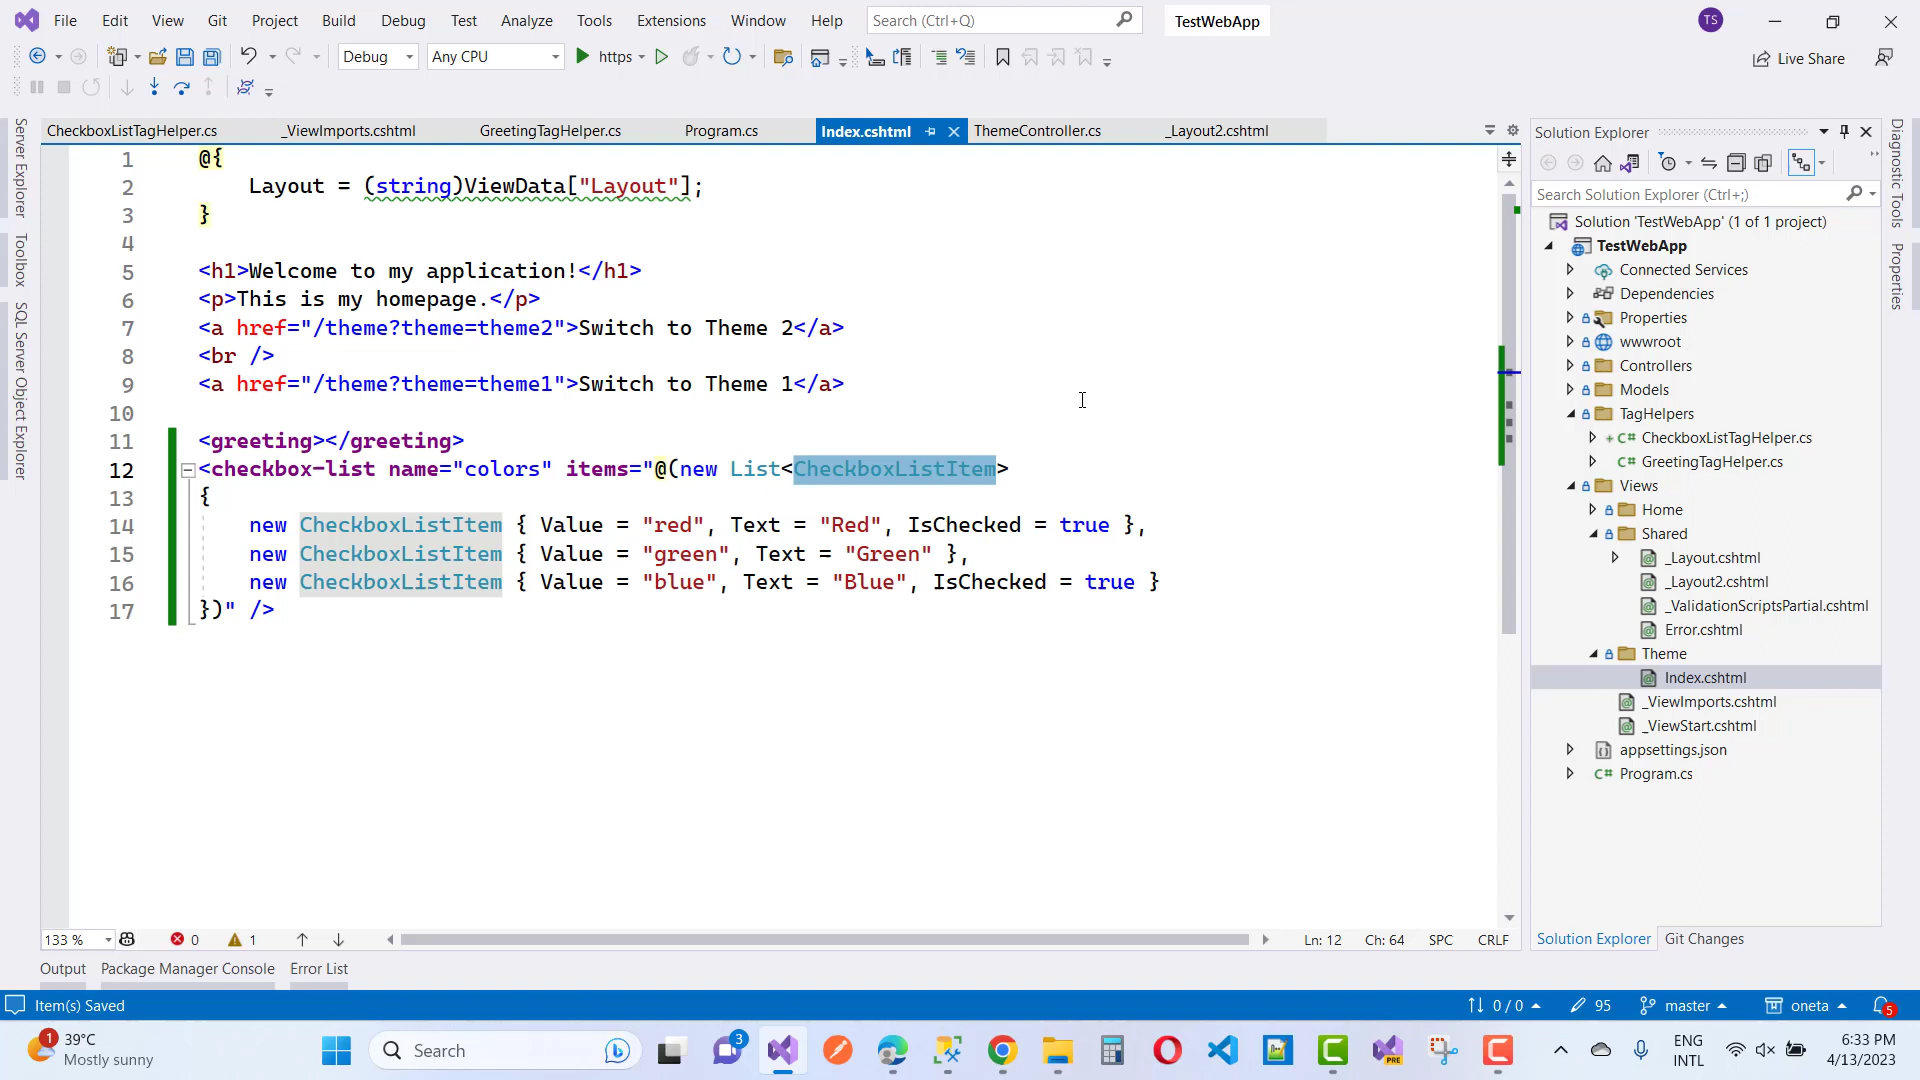 File Edit View Git Project Build Debug Test Analyze Tools Extensions Window Help Search (Ctrl+Q) TestWebApp TS
Debug Any CPU https Live Share
CheckboxListTagHelper.cs _ViewImports.cshtml GreetingTagHelper.cs Program.cs Index.cshtml ThemeController.cs _Layout2.cshtml
Server Explorer
Toolbox
SQL Server Object Explorer
1 @{
2 Layout = (string)ViewData["Layout"];
3 }
4
5 <h1>Welcome to my application!</h1>
6 <p>This is my homepage.</p>
7 <a href="/theme?theme=theme2">Switch to Theme 2</a>
8 <br />
9 <a href="/theme?theme=theme1">Switch to Theme 1</a>
10
11 <greeting></greeting>
12 <checkbox-list name="colors" items="@(new List<CheckboxListItem>
13 {
14 new CheckboxListItem { Value = "red", Text = "Red", IsChecked = true },
15 new CheckboxListItem { Value = "green", Text = "Green" },
16 new CheckboxListItem { Value = "blue", Text = "Blue", IsChecked = true }
17 })" />
133 % 0 1 Ln: 12 Ch: 64 SPC CRLF
Output Package Manager Console Error List
Solution Explorer
Search Solution Explorer (Ctrl+;)
Solution 'TestWebApp' (1 of 1 project)
TestWebApp
Connected Services
Dependencies
Properties
wwwroot
Controllers
Models
TagHelpers
CheckboxListTagHelper.cs
GreetingTagHelper.cs
Views
Home
Shared
_Layout.cshtml
_Layout2.cshtml
_ValidationScriptsPartial.cshtml
Error.cshtml
Theme
Index.cshtml
_ViewImports.cshtml
_ViewStart.cshtml
appsettings.json
C# Program.cs
Solution Explorer Git Changes
Diagnostic Tools
Properties
Item(s) Saved 0 / 0 95 master oneta 5
1 39°C
Mostly sunny
Search 3 PRE
ENG
INTL
6:33 PM
4/13/2023